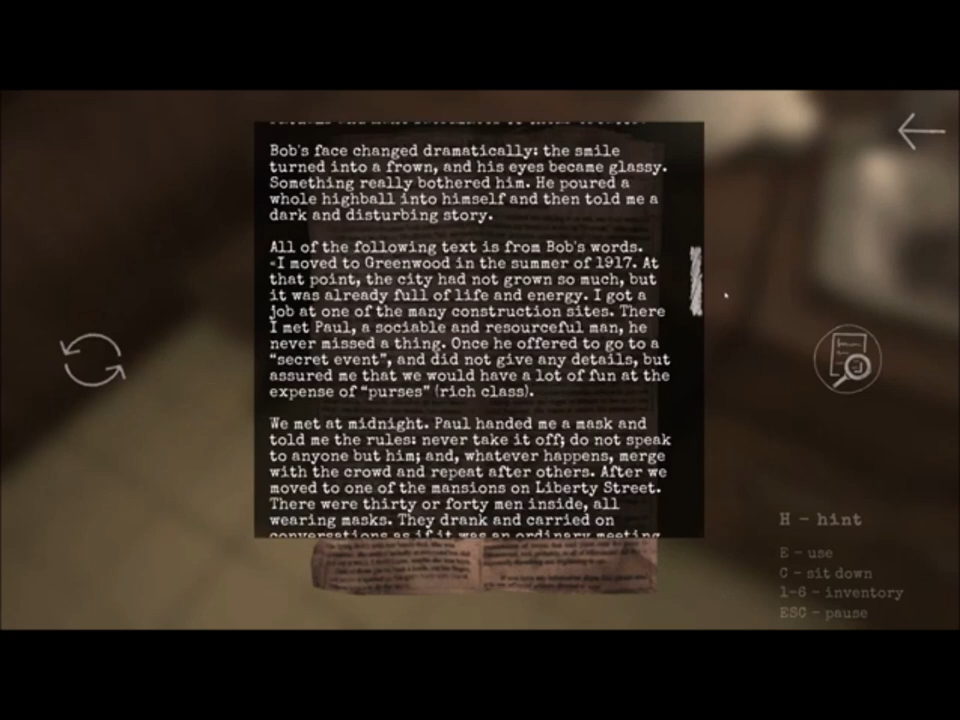 Bob's face changed dramatically: the smile
turned into a frown, and his eyes became glassy.
Something really bothered him. He poured a
whole highball into himself and then told me a
dark and disturbing story.
All of the following text is from Bob's words.
«I moved to Greenwood in the summer of 1917. At
that point, the city had not grown so much, but
it was already full of life and energy. I got a
job at one of the many construction sites. There
I met Paul, a sociable and resourceful man, he
never missed a thing. Once he offered to go to a
“secret event”, and did not give any details, but
assured me that we would have a lot of fun at the
expense of “purses” (rich class).
We met at midnight. Paul handed me a mask and
told me the rules: never take it off; do not speak
to anyone but him; and, whatever happens, merge
with the crowd and repeat after others. After we
moved to one of the mansions on Liberty Street.
There were thirty or forty men inside, all
wearing masks. They drank and carried on
conversations as if it was an ordinary meeting
H - hint
E - use
C - sit down
1-6 - inventory
ESC - pause